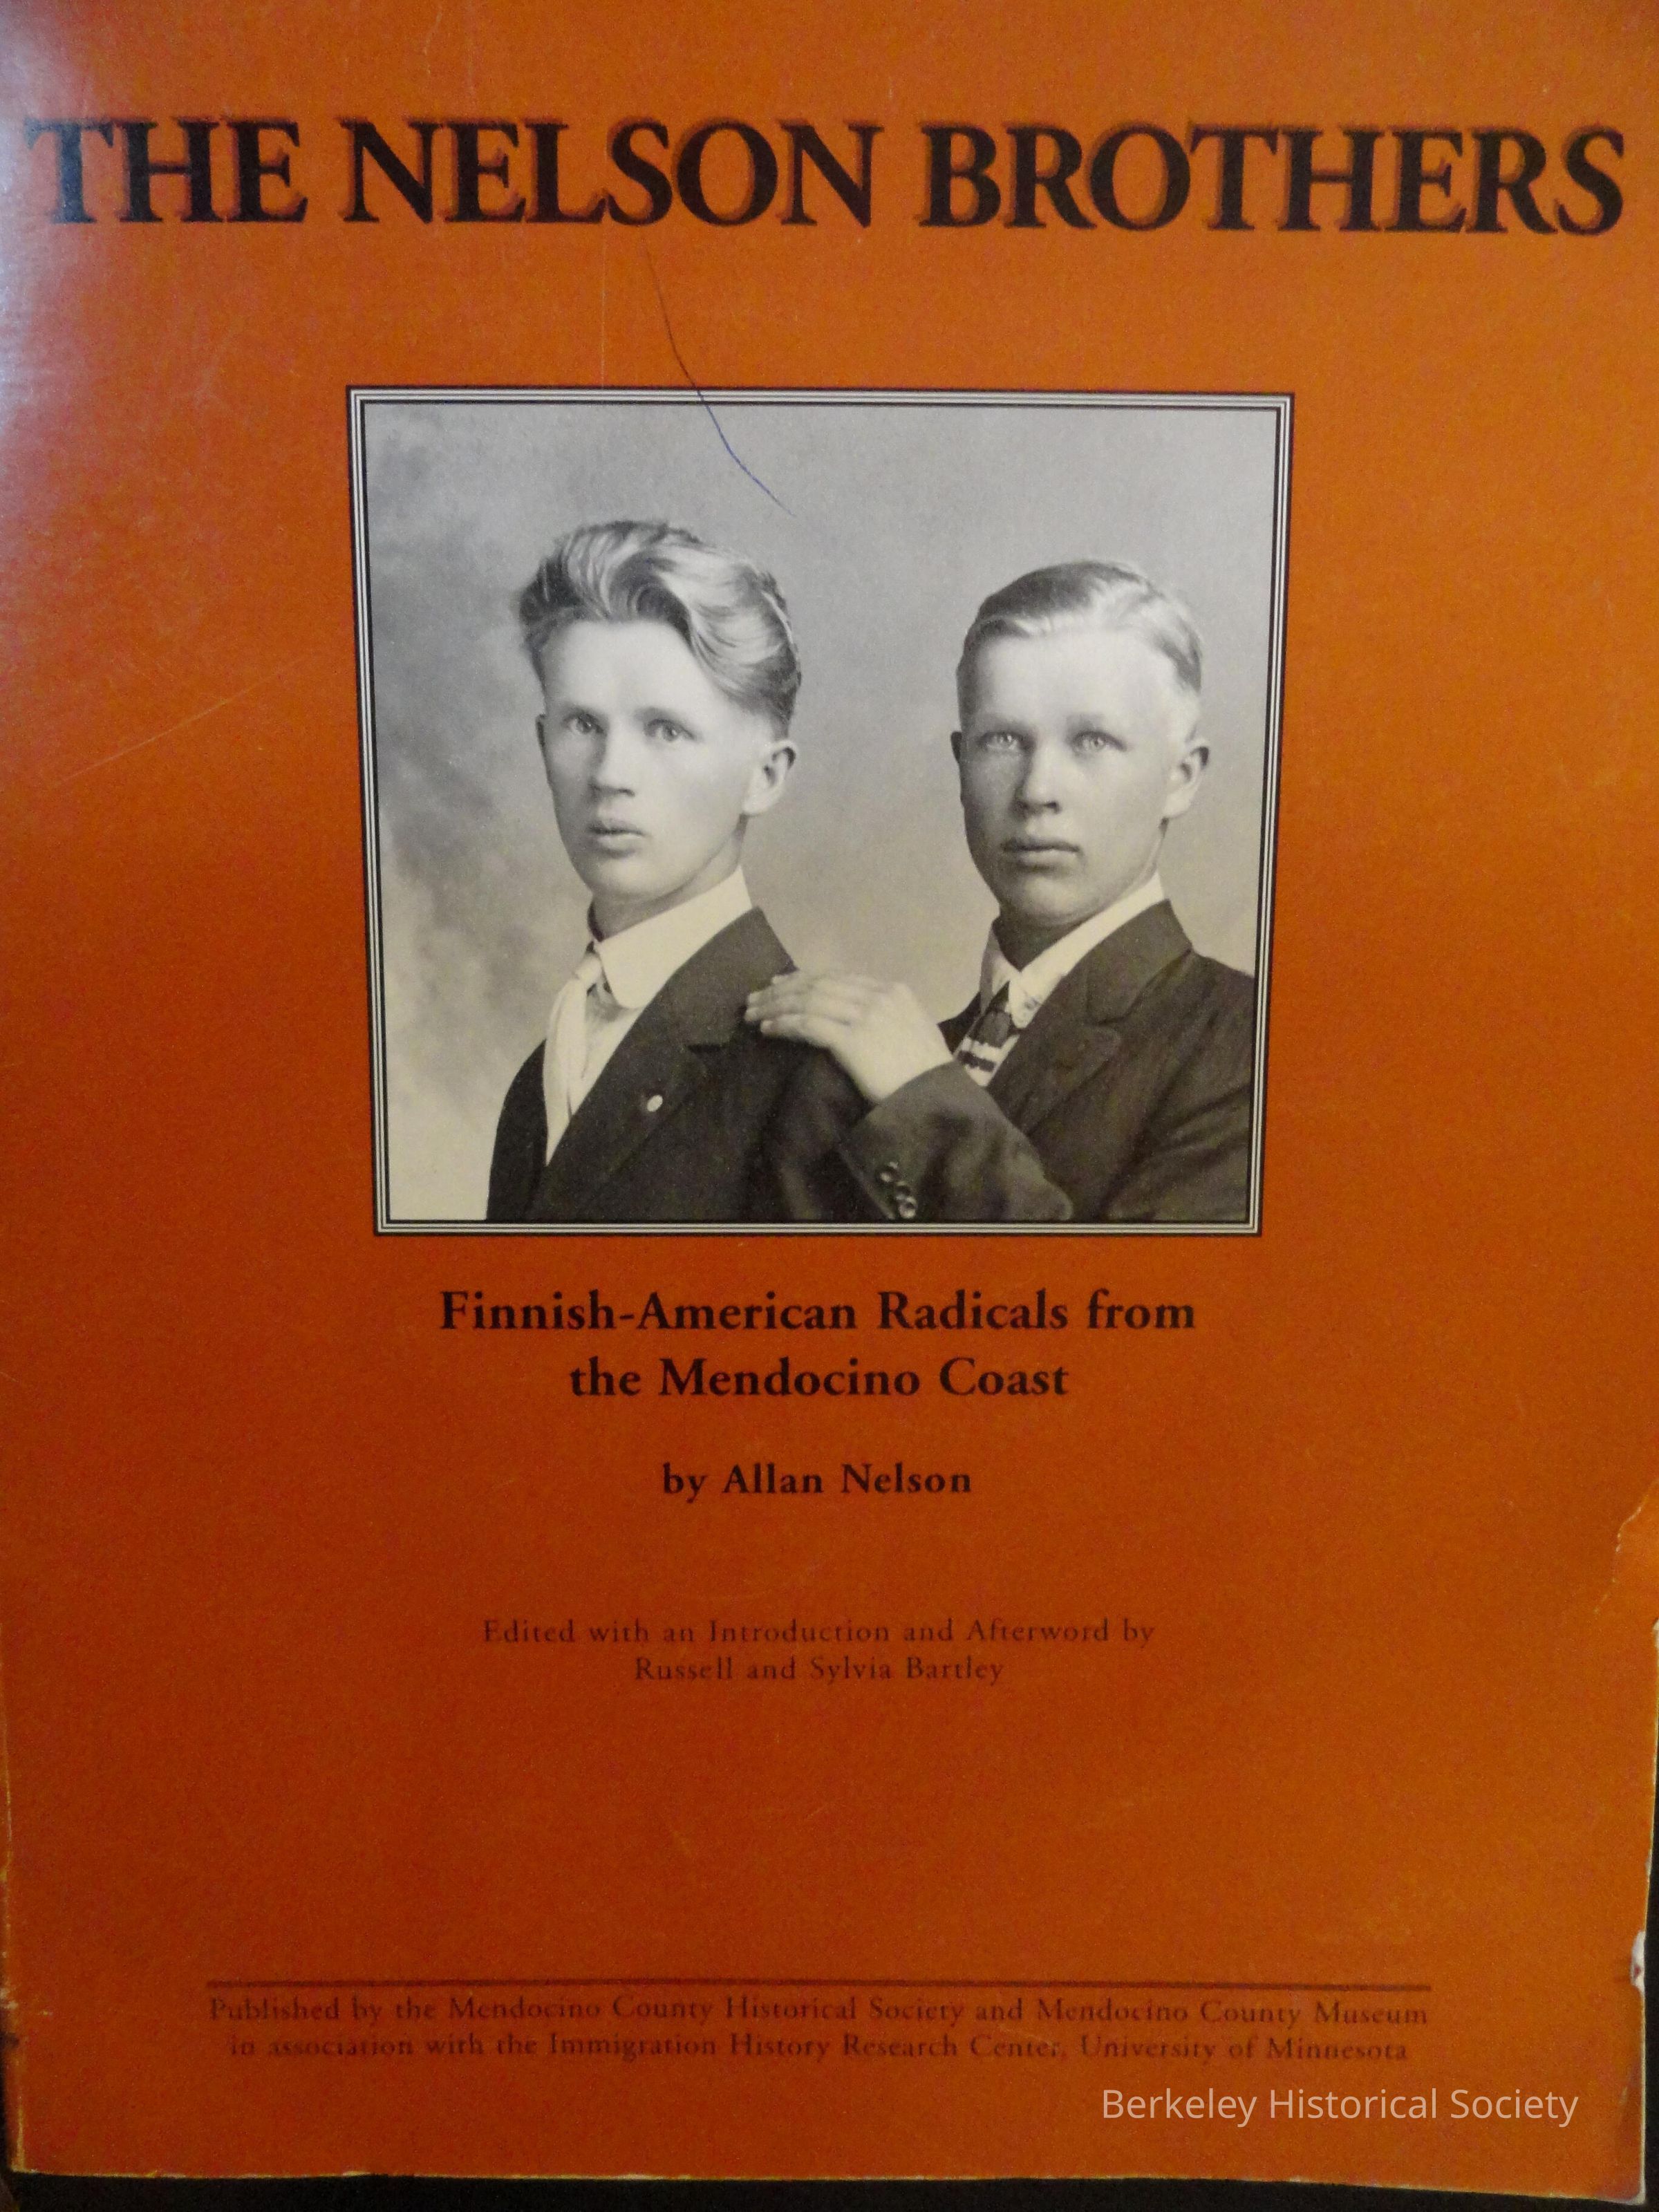 THE NELSON BROTHERS
Finnish-American Radicals from
the Mendocino Coast
by Allan Nelson
Edited with an Introduction and Afterword by
Russell and Sylvia Bartley
Published by the Mendocino County Historical Society and Mendocino County Museum
in association with the Immigration History Research Center, University of Minnesota
Berkeley Historical Society